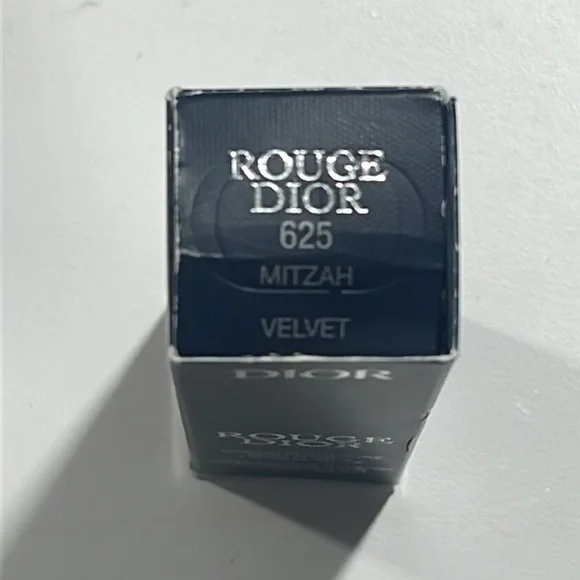 ROUGE
DIOR
625
MITZAH
VELVET
DIOR
ROUGE
DIOR